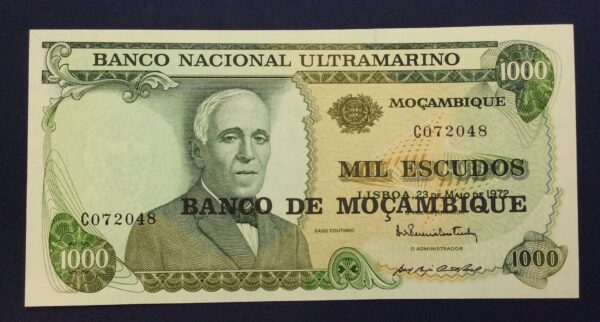 BANCO NACIONAL ULTRAMARINO
1000
MOÇAMBIQUE
C072048
MIL ESCUDOS
LISBOA, 23 DE MAIO DE 1972
C072048
BANCO DE MOÇAMBIQUE
GAGO COUTINHO
O ADMINISTRADOR
1000
1000